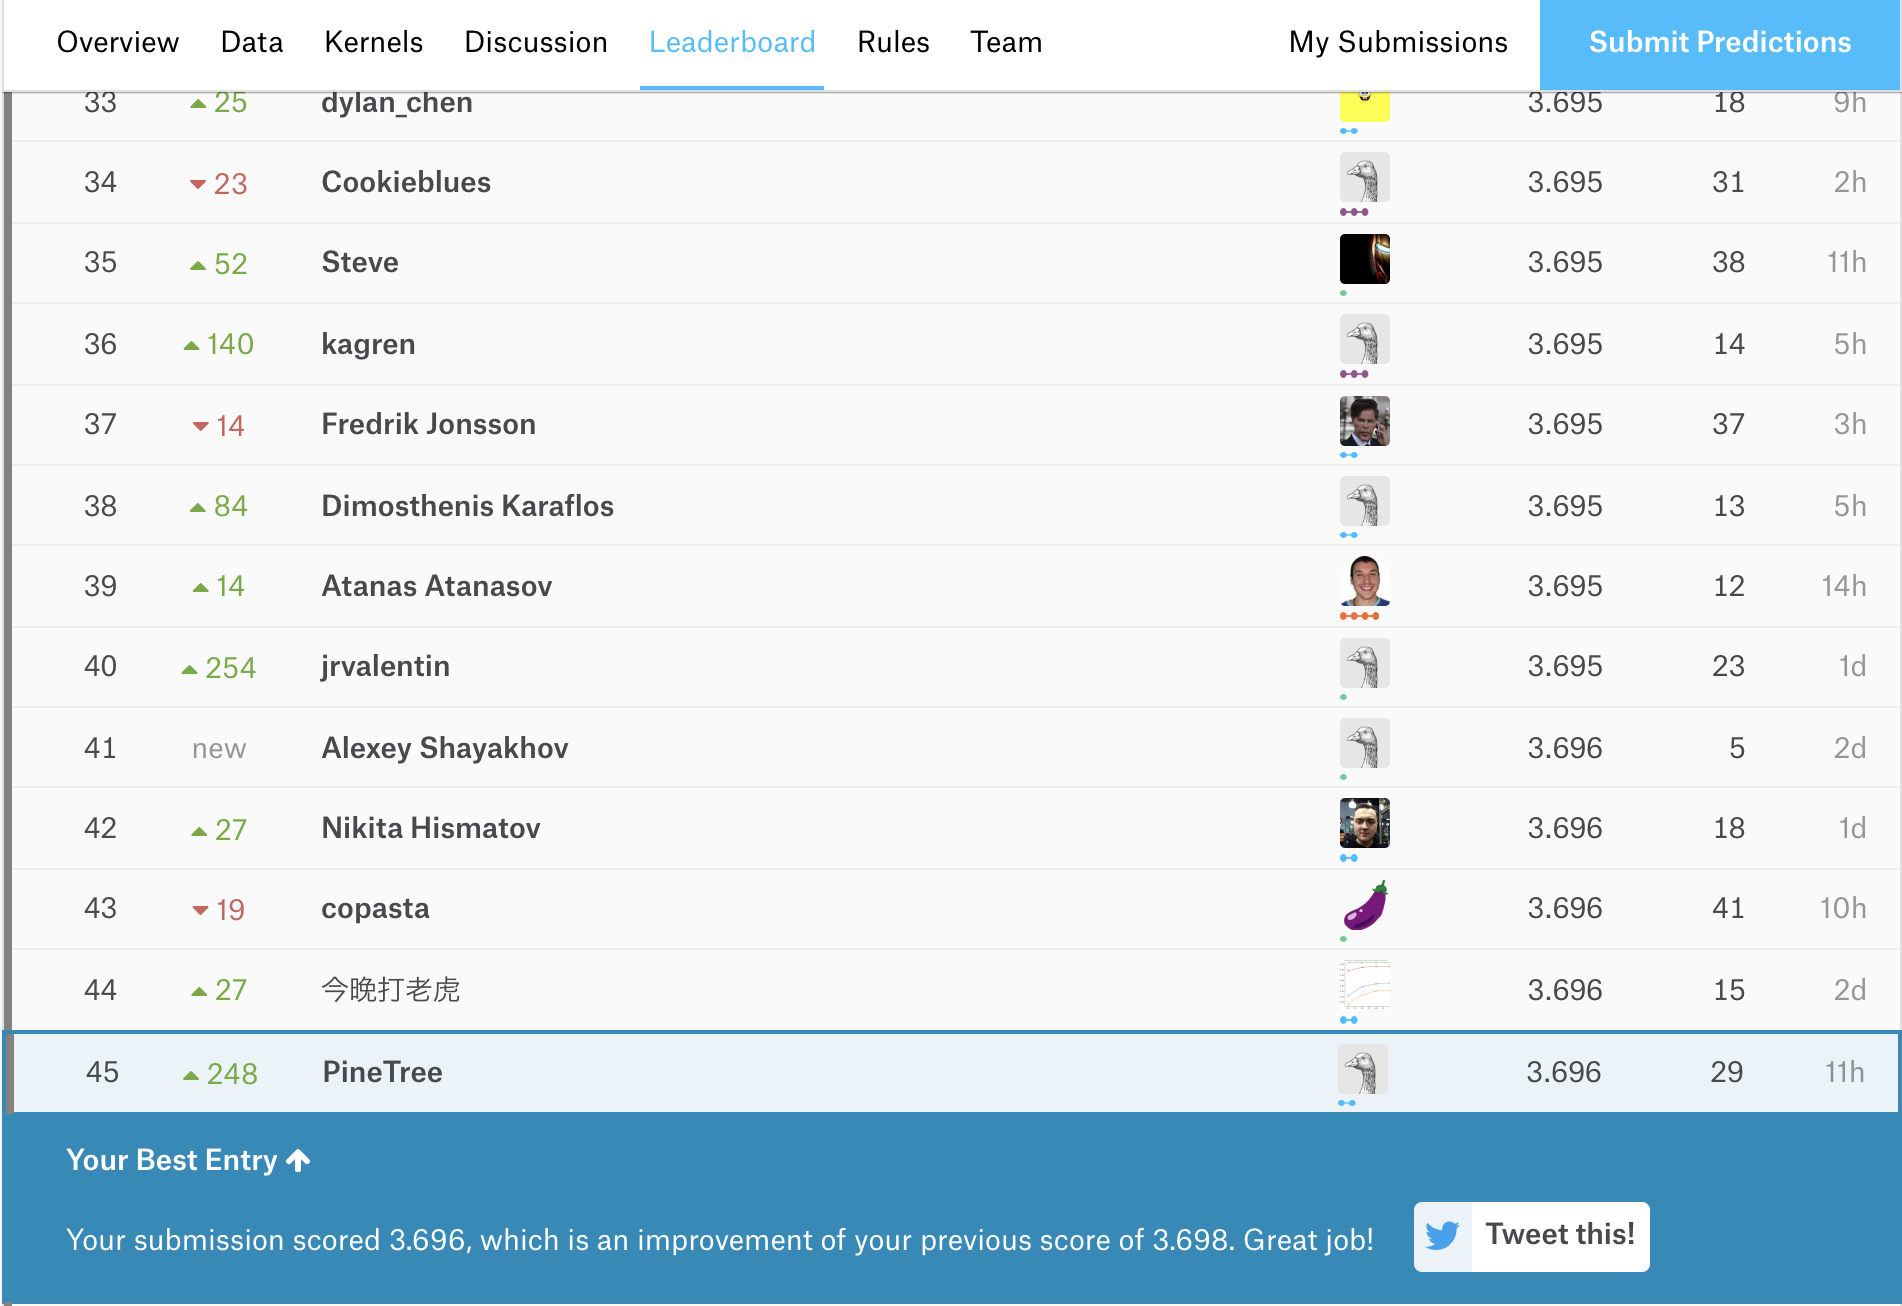 Overview Data Kernels Discussion Leaderboard Rules Team My Submissions Submit Predictions
33 ▲ 25 dylan_chen 3.695 18 9h
34 ▼ 23 Cookieblues 3.695 31 2h
35 ▲ 52 Steve 3.695 38 11h
36 ▲ 140 kagren 3.695 14 5h
37 ▼ 14 Fredrik Jonsson 3.695 37 3h
38 ▲ 84 Dimosthenis Karaflos 3.695 13 5h
39 ▲ 14 Atanas Atanasov 3.695 12 14h
40 ▲ 254 jrvalentin 3.695 23 1d
41 new Alexey Shayakhov 3.696 5 2d
42 ▲ 27 Nikita Hismatov 3.696 18 1d
43 ▼ 19 copasta 3.696 41 10h
44 ▲ 27 今晚打老虎 3.696 15 2d
45 ▲ 248 PineTree 3.696 29 11h
Your Best Entry ↑
Your submission scored 3.696, which is an improvement of your previous score of 3.698. Great job! Tweet this!